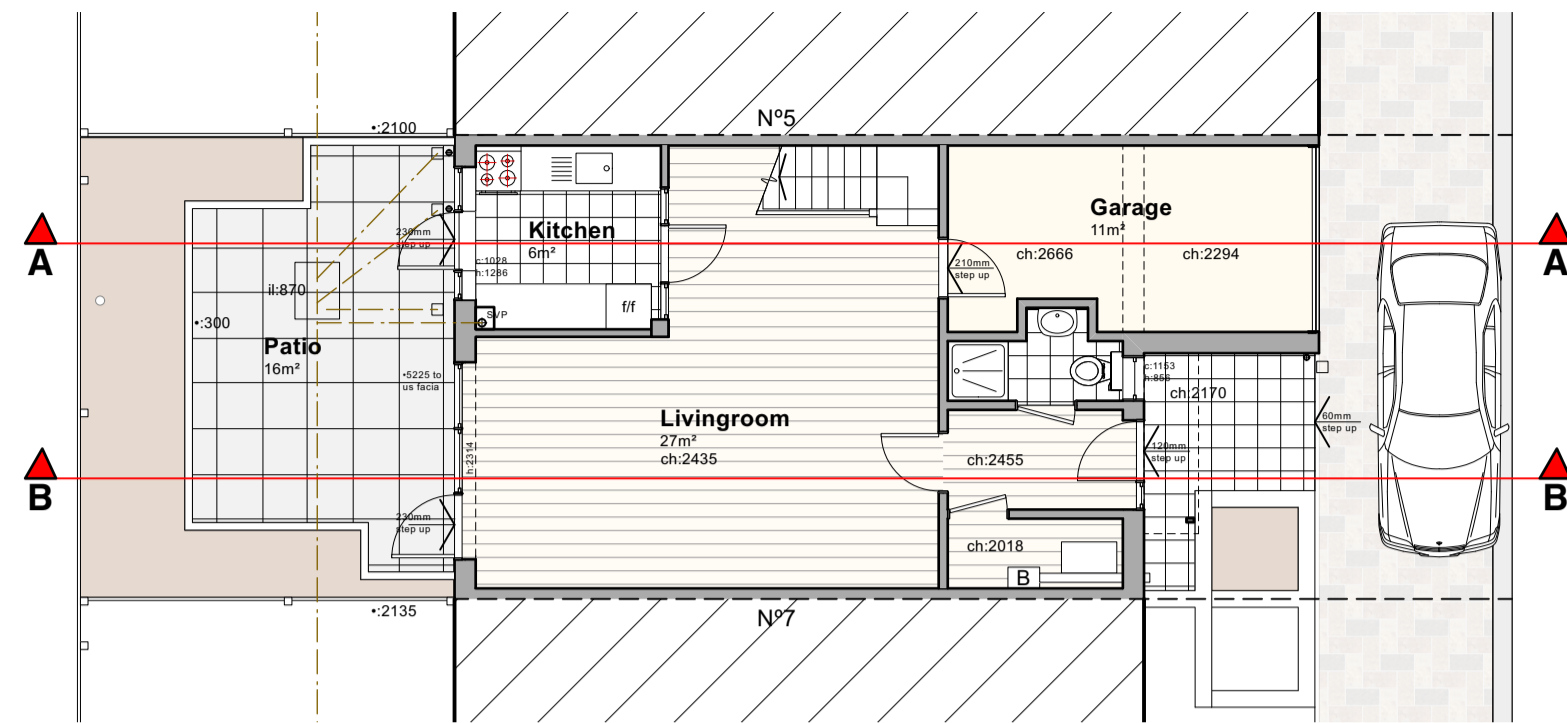 Nº5
•:2100
Kitchen
6m²
230mm
step up
c:1028
h:1286
Garage
11m²
ch:2666
ch:2294
210mm
step up
A
A
il:870
f/f
SVP
•:300
Patio
16m²
•5225 to
us facia
c:1153
h:856
ch:2170
60mm
step up
Livingroom
27m²
ch:2435
h:2314
ch:2455
120mm
step up
B
B
230mm
step up
ch:2018
B
•:2135
Nº7